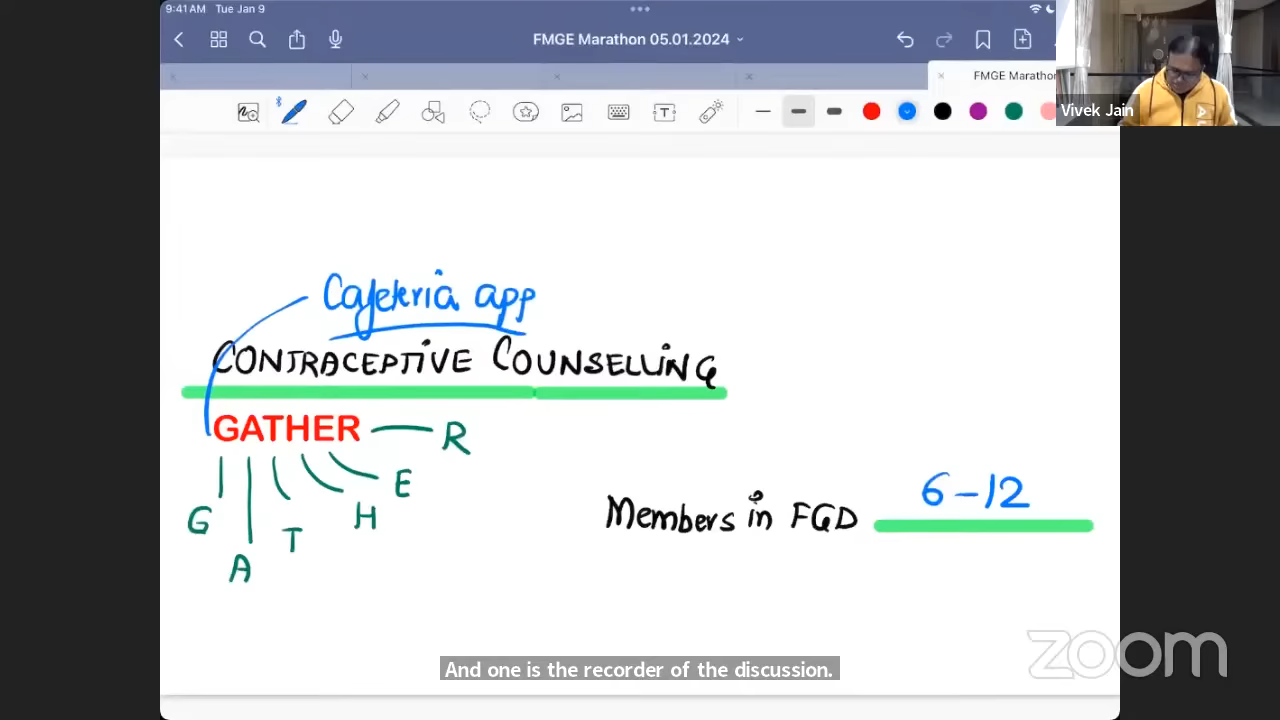 9:41 AM Tue Jan 9
FMGE Marathon 05.01.2024
FMGE Marathon
Vivek Jain
Cafeteria app
CONTRACEPTIVE COUNSELLING
GATHER
R
E
G
H
T
A
6-12
Members in FGD
And one is the recorder of the discussion.
zoom